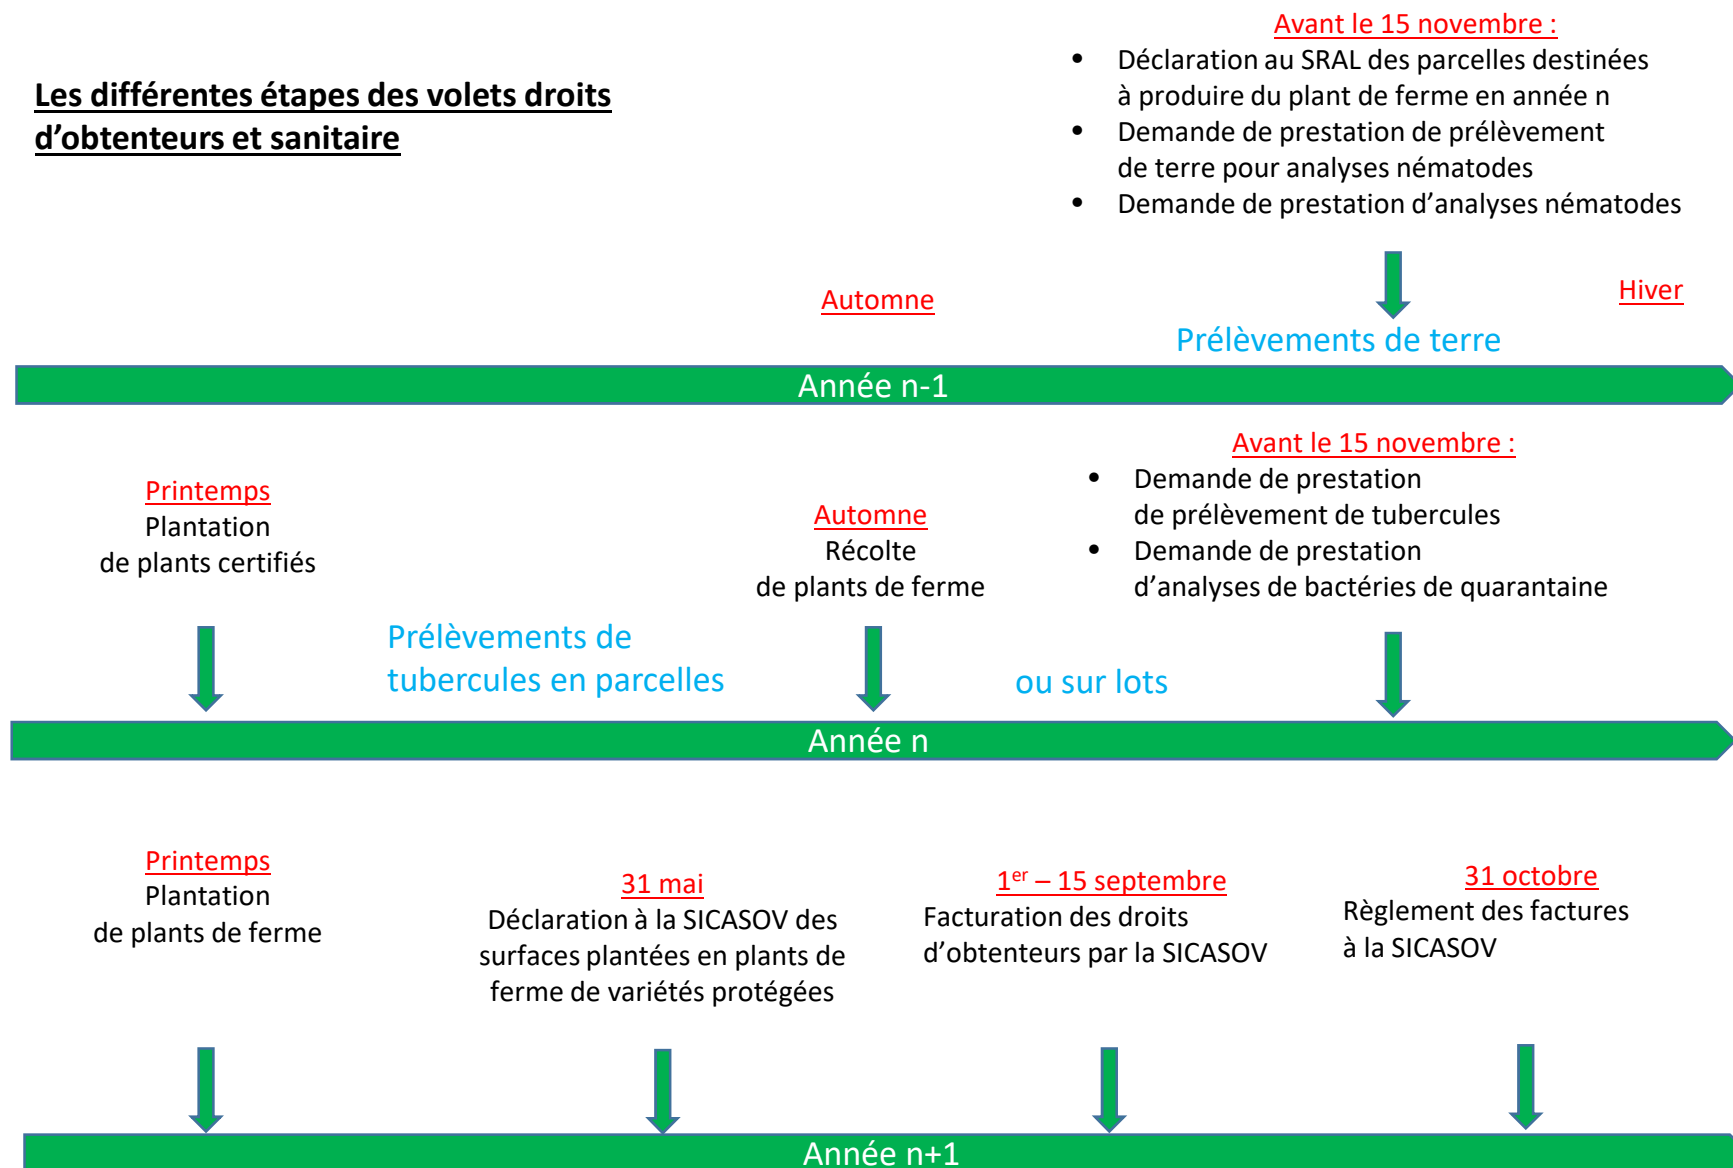 Les différentes étapes des volets droits
d’obtenteurs et sanitaire
Avant le 15 novembre :
• Déclaration au SRAL des parcelles destinées
à produire du plant de ferme en année n
• Demande de prestation de prélèvement
de terre pour analyses nématodes
• Demande de prestation d’analyses nématodes
Automne
Hiver
Prélèvements de terre
Année n-1
Printemps
Plantation
de plants certifiés
Prélèvements de
tubercules en parcelles
Automne
Récolte
de plants de ferme
ou sur lots
Avant le 15 novembre :
• Demande de prestation
de prélèvement de tubercules
• Demande de prestation
d’analyses de bactéries de quarantaine
Année n
Printemps
Plantation
de plants de ferme
31 mai
Déclaration à la SICASOV des
surfaces plantées en plants de
ferme de variétés protégées
1er – 15 septembre
Facturation des droits
d’obtenteurs par la SICASOV
31 octobre
Règlement des factures
à la SICASOV
Année n+1